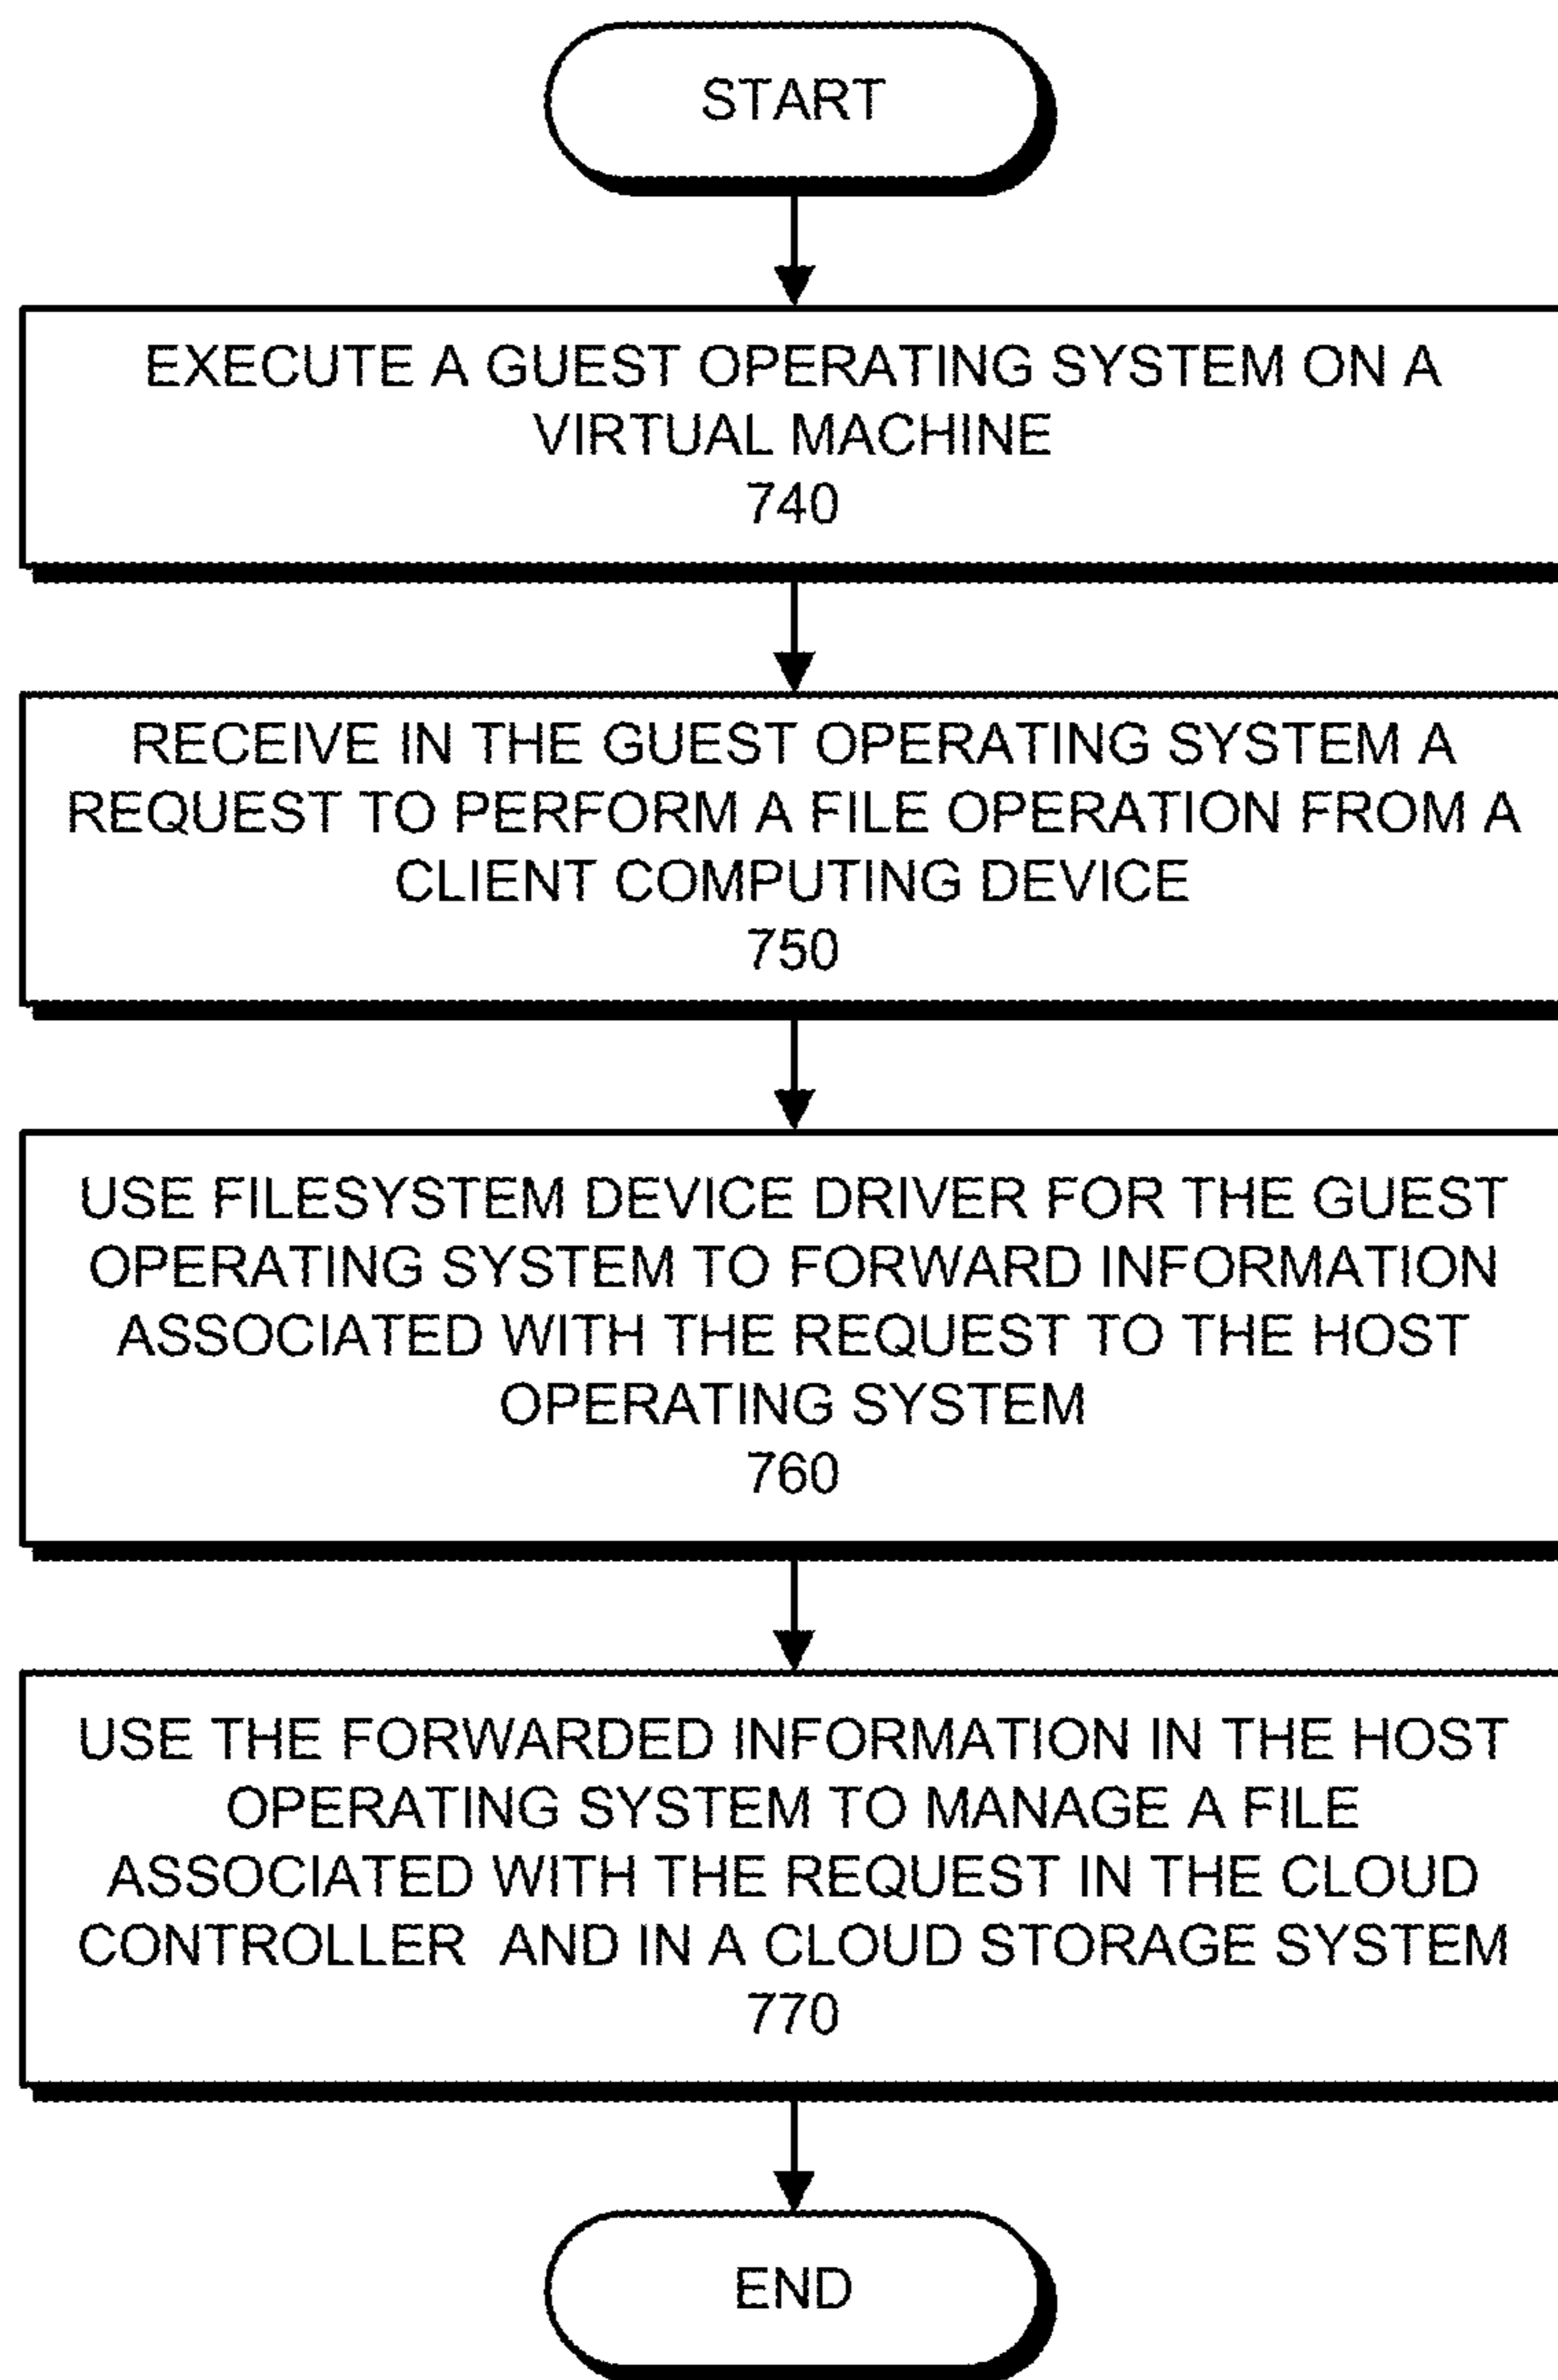 START
EXECUTE A GUEST OPERATING SYSTEM ON A
VIRTUAL MACHINE
740
RECEIVE IN THE GUEST OPERATING SYSTEM A
REQUEST TO PERFORM A FILE OPERATION FROM A
CLIENT COMPUTING DEVICE
750
USE FILESYSTEM DEVICE DRIVER FOR THE GUEST
OPERATING SYSTEM TO FORWARD INFORMATION
ASSOCIATED WITH THE REQUEST TO THE HOST
OPERATING SYSTEM
760
USE THE FORWARDED INFORMATION IN THE HOST
OPERATING SYSTEM TO MANAGE A FILE
ASSOCIATED WITH THE REQUEST IN THE CLOUD
CONTROLLER  AND IN A CLOUD STORAGE SYSTEM
770
END